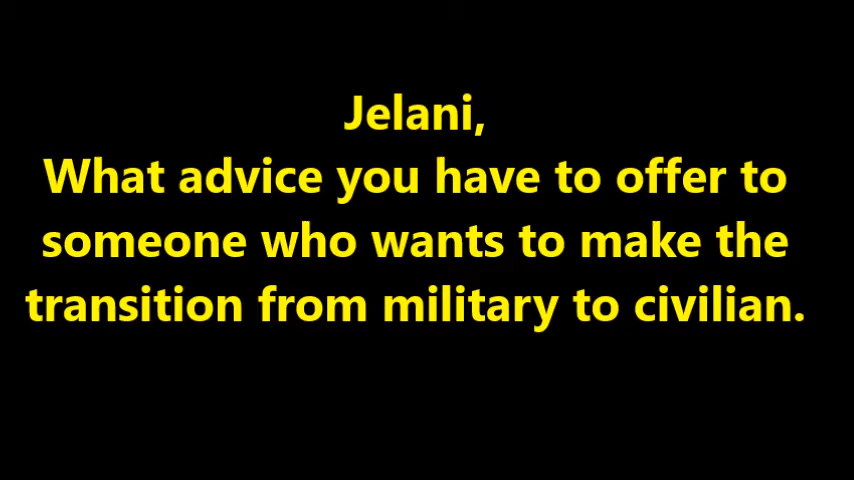 Jelani,
What advice you have to offer to
someone who wants to make the
transition from military to civilian.